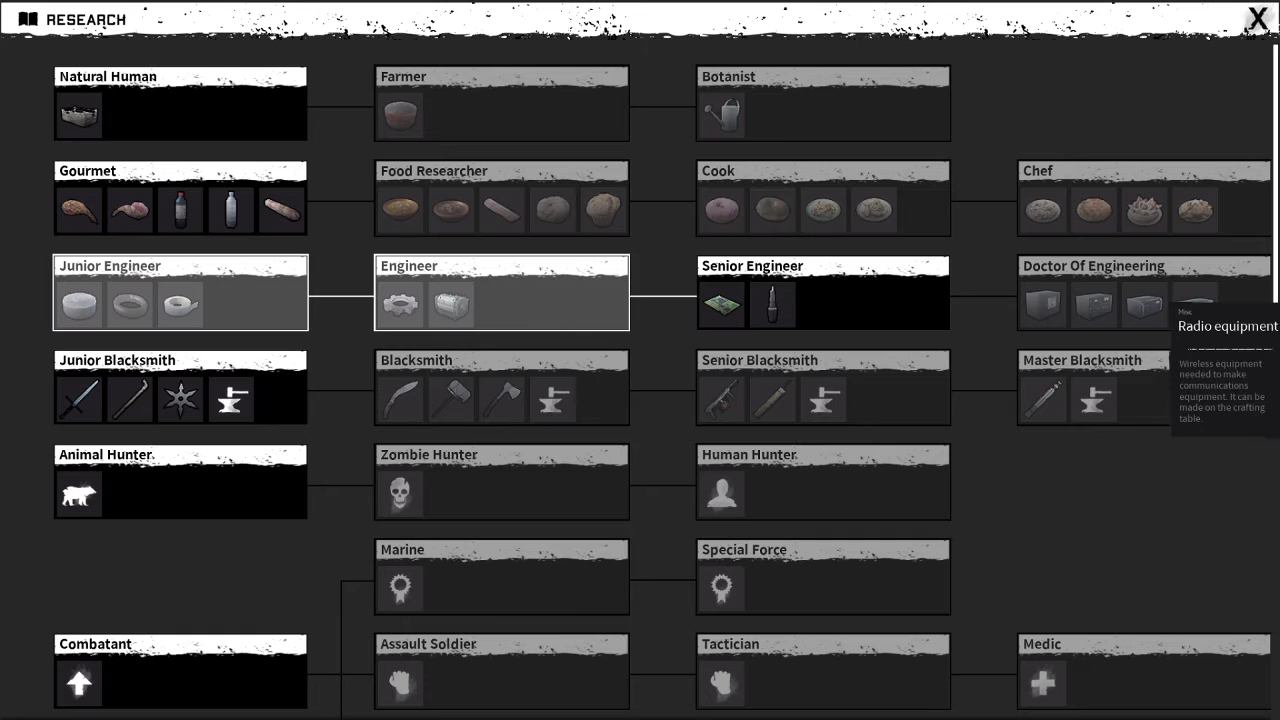 RESEARCH
X
Natural Human
Farmer
Botanist
Gourmet
Food Researcher
Cook
Chef
Junior Engineer
Engineer
Senior Engineer
Doctor Of Engineering
Misc
Radio equipment
Wireless equipment
needed to make
communications
equipment. It can be
made on the crafting
table.
Junior Blacksmith
Blacksmith
Senior Blacksmith
Master Blacksmith
Animal Hunter
Zombie Hunter
Human Hunter
Marine
Special Force
Combatant
Assault Soldier
Tactician
Medic